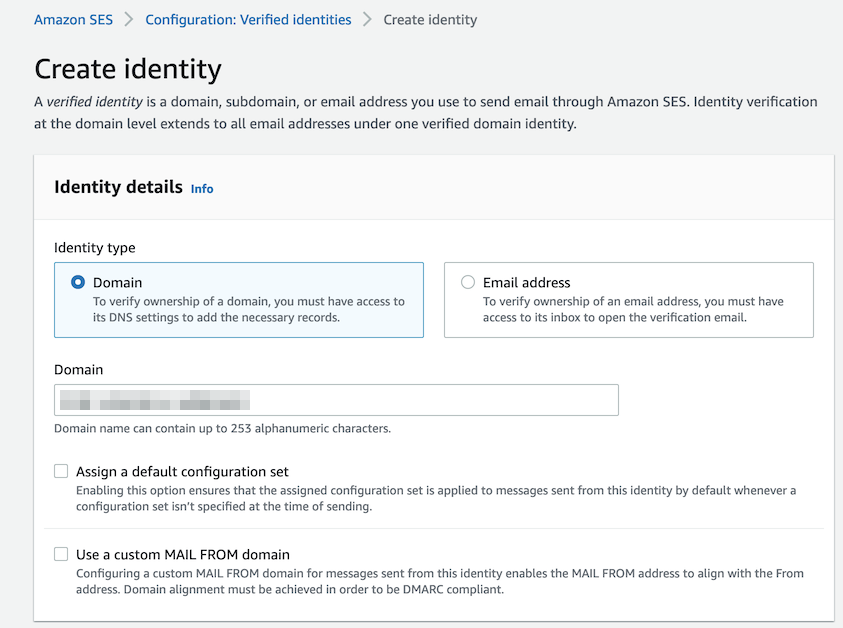 Amazon SES > Configuration: Verified identities > Create identity
Create identity
A verified identity is a domain, subdomain, or email address you use to send email through Amazon SES. Identity verification
at the domain level extends to all email addresses under one verified domain identity.
Identity details Info
Identity type
Domain
To verify ownership of a domain, you must have access to
its DNS settings to add the necessary records.
Email address
To verify ownership of an email address, you must have
access to its inbox to open the verification email.
Domain
Domain name can contain up to 253 alphanumeric characters.
Assign a default configuration set
Enabling this option ensures that the assigned configuration set is applied to messages sent from this identity by default whenever a
configuration set isn't specified at the time of sending.
Use a custom MAIL FROM domain
Configuring a custom MAIL FROM domain for messages sent from this identity enables the MAIL FROM address to align with the From
address. Domain alignment must be achieved in order to be DMARC compliant.